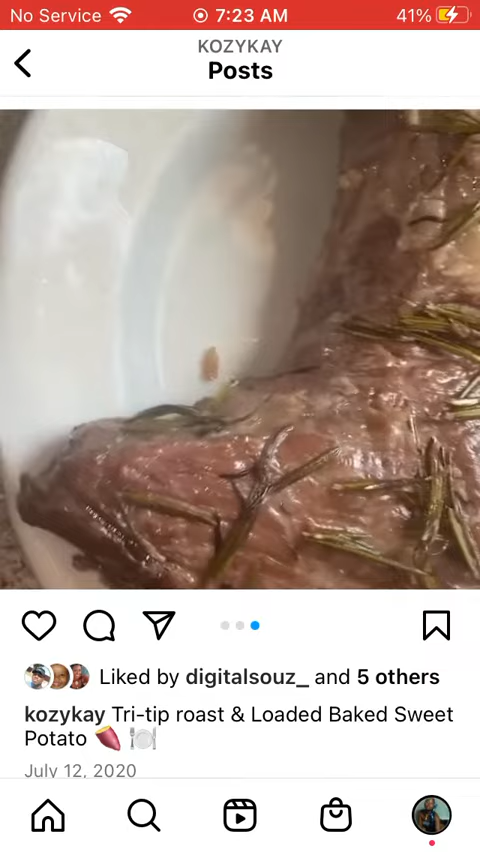 No Service 7:23 AM 41%
KOZYKAY
Posts
Liked by digitalsouz_ and 5 others
kozykay Tri-tip roast & Loaded Baked Sweet
Potato 🍠 🍽️
July 12, 2020